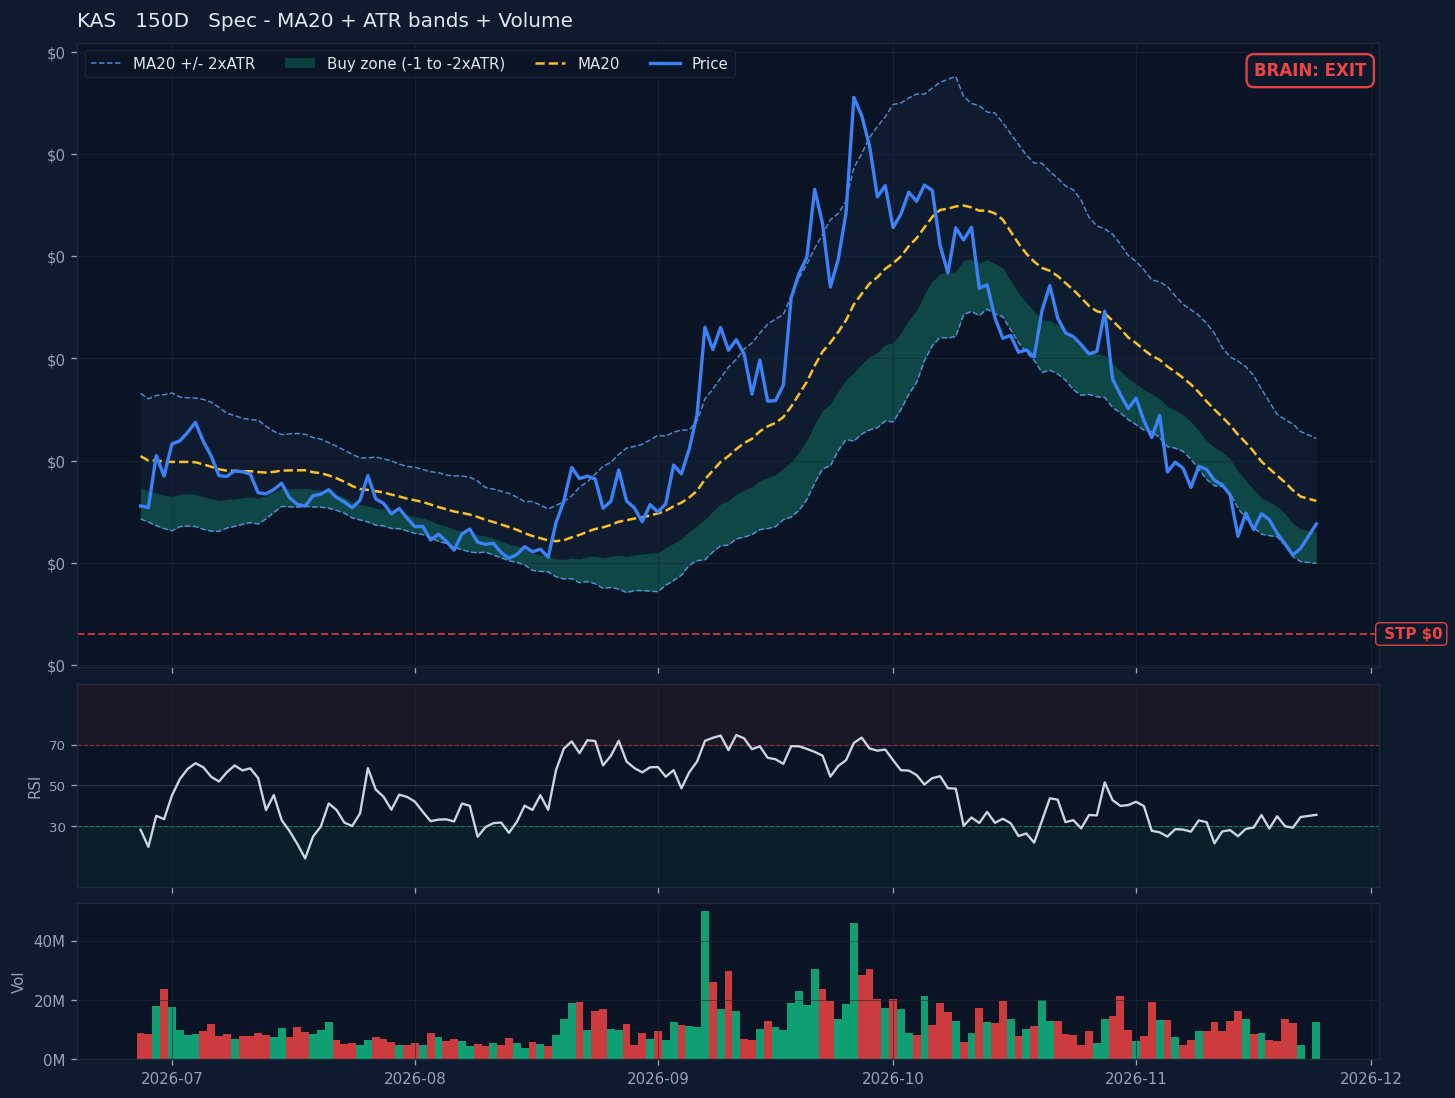 KAS 150D Spec - MA20 + ATR bands + Volume
MA20 +/- 2xATR
Buy zone (-1 to -2xATR)
MA20
Price
BRAIN: EXIT
$0
$0
$0
$0
$0
$0
$0
STP $0
RSI
70
50
30
Vol
40M
20M
0M
2026-07
2026-08
2026-09
2026-10
2026-11
2026-12